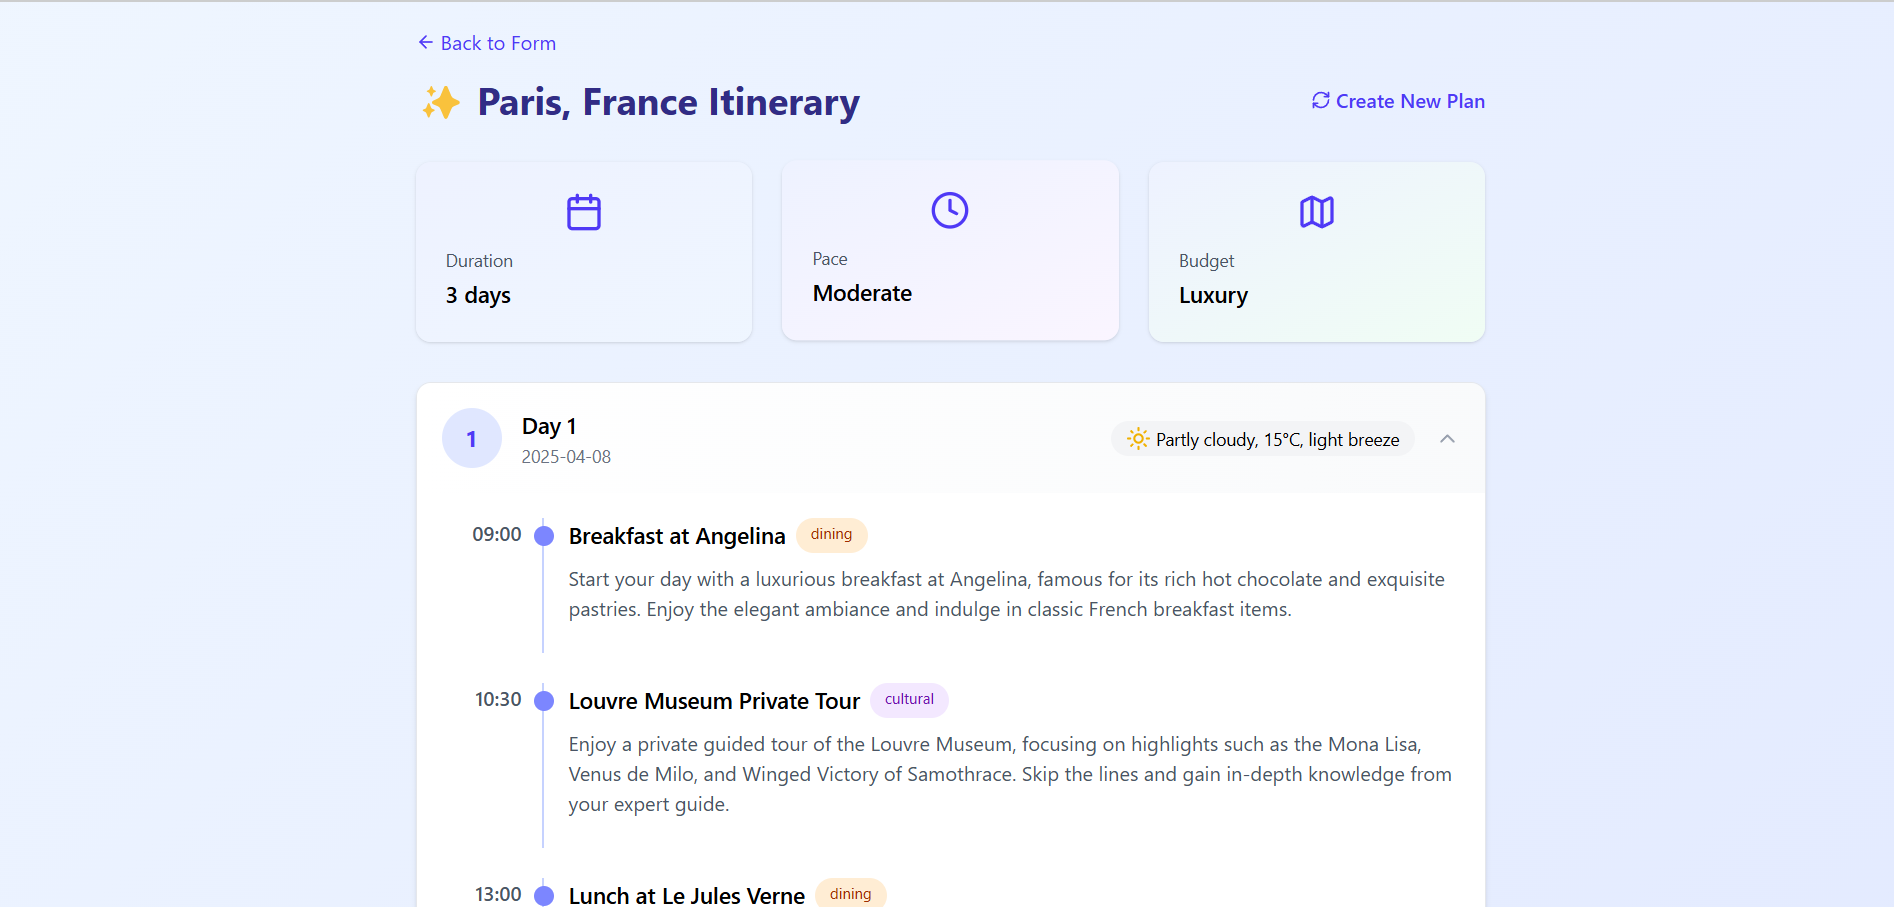 Back to Form
Paris, France Itinerary
Create New Plan
Duration
3 days
Pace
Moderate
Budget
Luxury
1
Day 1
2025-04-08
Partly cloudy, 15°C, light breeze
09:00
Breakfast at Angelina
dining
Start your day with a luxurious breakfast at Angelina, famous for its rich hot chocolate and exquisite
pastries. Enjoy the elegant ambiance and indulge in classic French breakfast items.
10:30
Louvre Museum Private Tour
cultural
Enjoy a private guided tour of the Louvre Museum, focusing on highlights such as the Mona Lisa,
Venus de Milo, and Winged Victory of Samothrace. Skip the lines and gain in-depth knowledge from
your expert guide.
13:00
Lunch at Le Jules Verne
dining